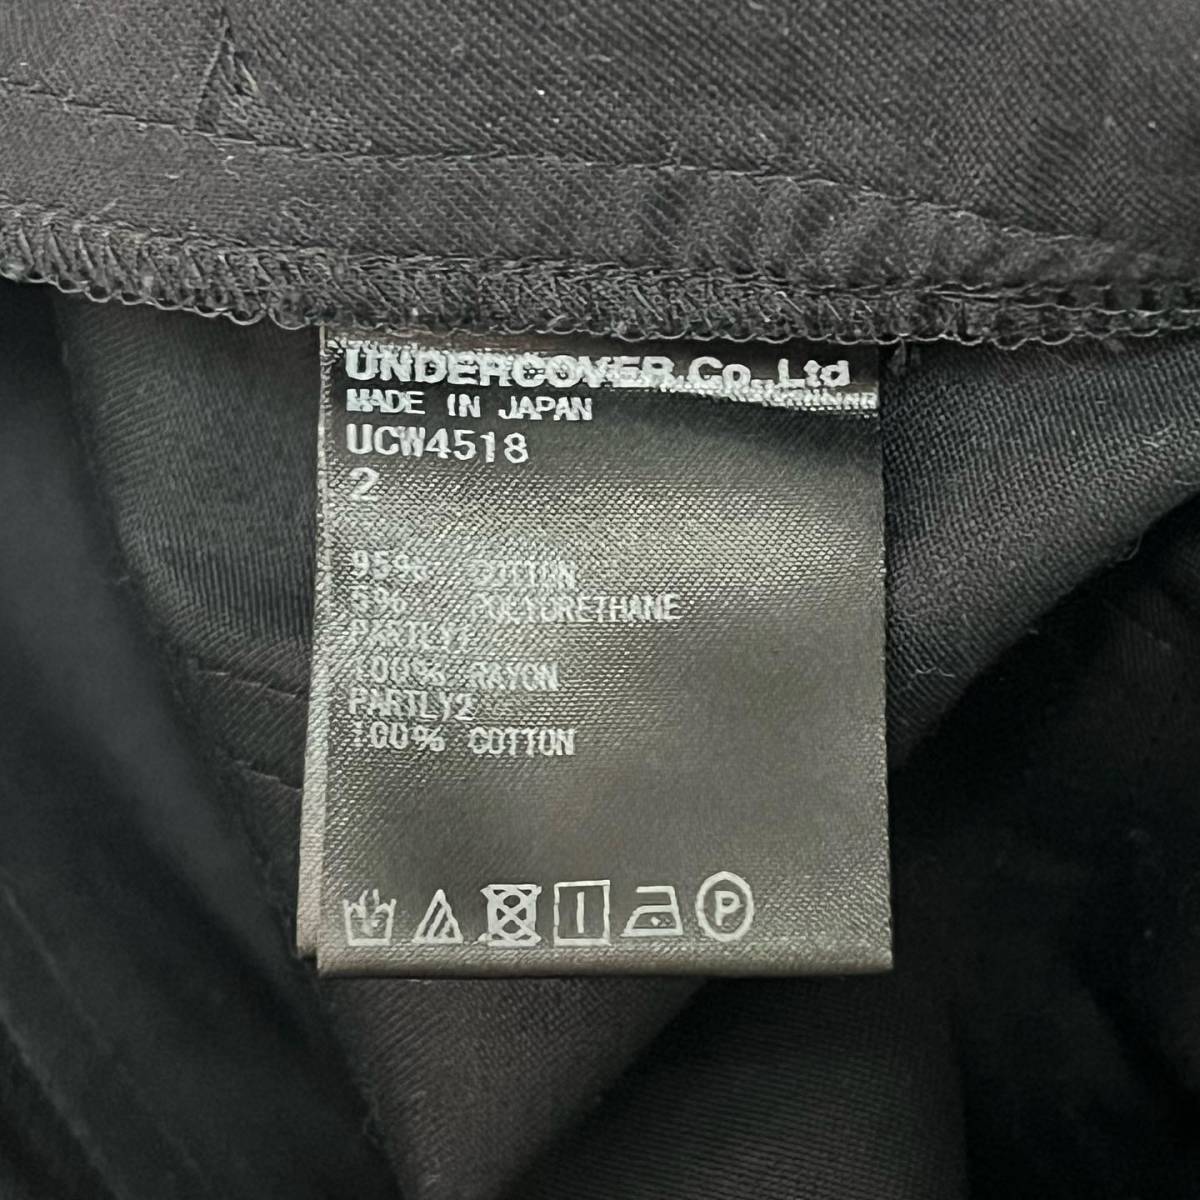 UNDERCOVER Co., Ltd
MADE IN JAPAN
UCW4518
2
95% COTTON
5% POLYURETHANE
PARTLY1
100% RAYON
PARTLY2
100% COTTON
P